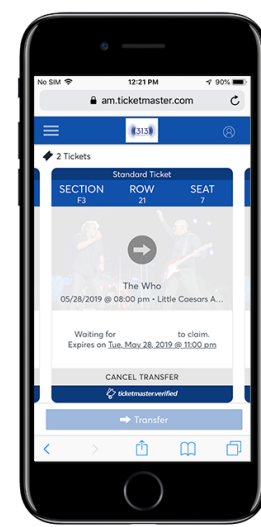 No SIM 12:21 PM 90%
am.ticketmaster.com
(313)
2 Tickets
Standard Ticket
SECTION ROW SEAT
F3 21 7
The Who
05/28/2019 @ 08:00 pm • Little Caesars A...
Waiting for to claim.
Expires on Tue, May 28, 2019 @ 11:00 pm
CANCEL TRANSFER
ticketmaster verified
Transfer